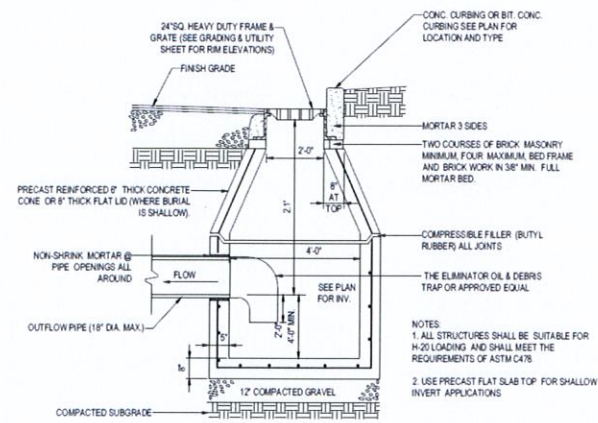 24"SQ. HEAVY DUTY FRAME &
GRATE (SEE GRADING & UTILITY
SHEET FOR RIM ELEVATIONS)
FINISH GRADE
CONC. CURBING OR BIT. CONC.
CURBING SEE PLAN FOR
LOCATION AND TYPE
MORTAR 3 SIDES
TWO COURSES OF BRICK MASONRY
MINIMUM, FOUR MAXIMUM, BED FRAME
AND BRICK WORK IN 3/8" MIN. FULL
MORTAR BED.
2'-0"
8"
AT
TOP
2.1'
PRECAST REINFORCED 6" THICK CONCRETE
CONE OR 8" THICK FLAT LID (WHERE BURIAL
IS SHALLOW).
COMPRESSIBLE FILLER (BUTYL
RUBBER) ALL JOINTS
4'-0"
NON-SHRINK MORTAR @
PIPE OPENINGS ALL
AROUND
FLOW
SEE PLAN
FOR INV.
THE ELIMINATOR OIL & DEBRIS
TRAP OR APPROVED EQUAL
OUTFLOW PIPE (18" DIA. MAX.)
2'-0"
4'-0" MIN.
5"
NOTES:
1. ALL STRUCTURES SHALL BE SUITABLE FOR
H-20 LOADING AND SHALL MEET THE
REQUIREMENTS OF ASTM C478.
2. USE PRECAST FLAT SLAB TOP FOR SHALLOW
INVERT APPLICATIONS
12" COMPACTED GRAVEL
COMPACTED SUBGRADE